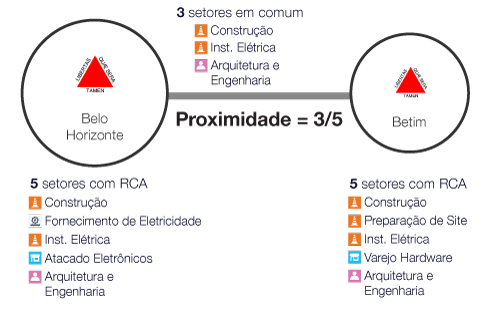 3 setores em comum
Construção
Inst. Elétrica
Arquitetura e
Engenharia
LIBERTAS QUÆ SERA
TAMEN
Belo
Horizonte
Proximidade = 3/5
LIBERTAS QUÆ SERA
TAMEN
Betim
5 setores com RCA
Construção
Fornecimento de Eletricidade
Inst. Elétrica
Atacado Eletrônicos
Arquitetura e
Engenharia
5 setores com RCA
Construção
Preparação de Site
Inst. Elétrica
Varejo Hardware
Arquitetura e
Engenharia